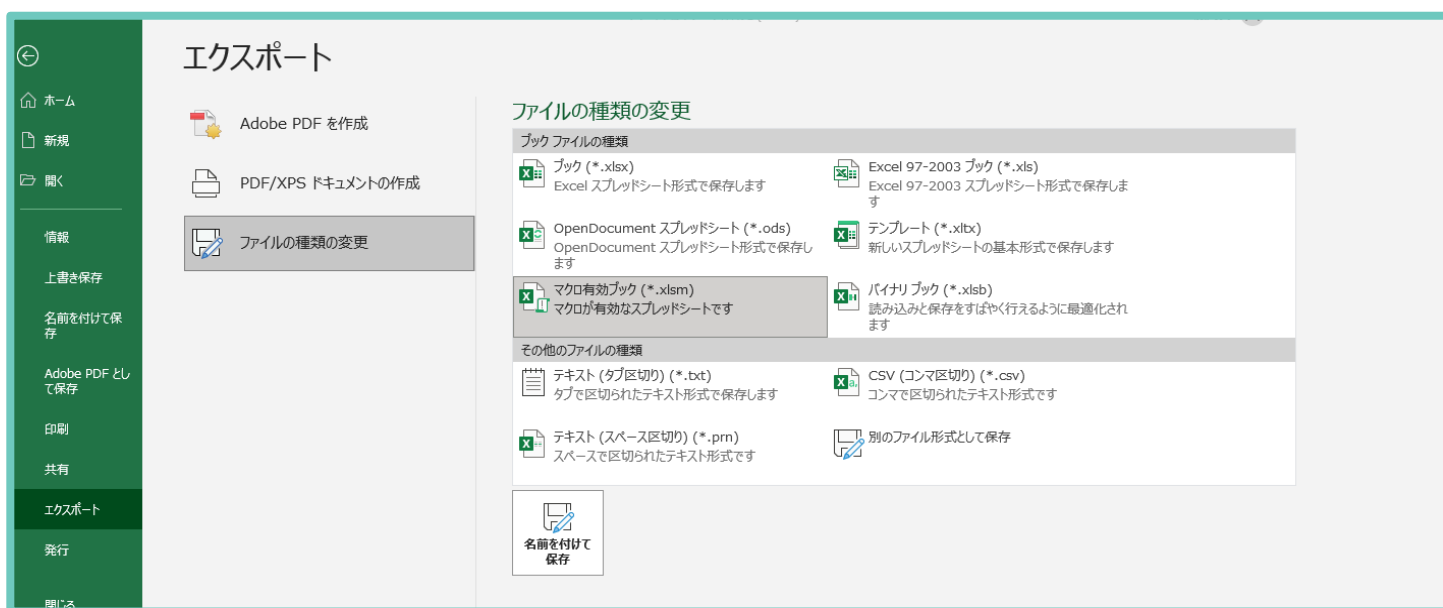 エクスポート
ホーム
新規
開く
情報
上書き保存
名前を付けて保
存
Adobe PDF とし
て保存
印刷
共有
エクスポート
発行
閉じる
Adobe PDF を作成
PDF/XPS ドキュメントの作成
ファイルの種類の変更
ファイルの種類の変更
ブック ファイルの種類
ブック (*.xlsx)
Excel スプレッドシート形式で保存します
Excel 97-2003 ブック (*.xls)
Excel 97-2003 スプレッドシート形式で保存しま
す
OpenDocument スプレッドシート (*.ods)
OpenDocument スプレッドシート形式で保存し
ます
テンプレート (*.xltx)
新しいスプレッドシートの基本形式で保存します
マクロ有効ブック (*.xlsm)
マクロが有効なスプレッドシートです
バイナリ ブック (*.xlsb)
読み込みと保存をすばやく行えるように最適化され
ます
その他のファイルの種類
テキスト (タブ区切り) (*.txt)
タブで区切られたテキスト形式で保存します
CSV (コンマ区切り) (*.csv)
コンマで区切られたテキスト形式です
テキスト (スペース区切り) (*.prn)
スペースで区切られたテキスト形式です
別のファイル形式として保存
名前を付けて
保存